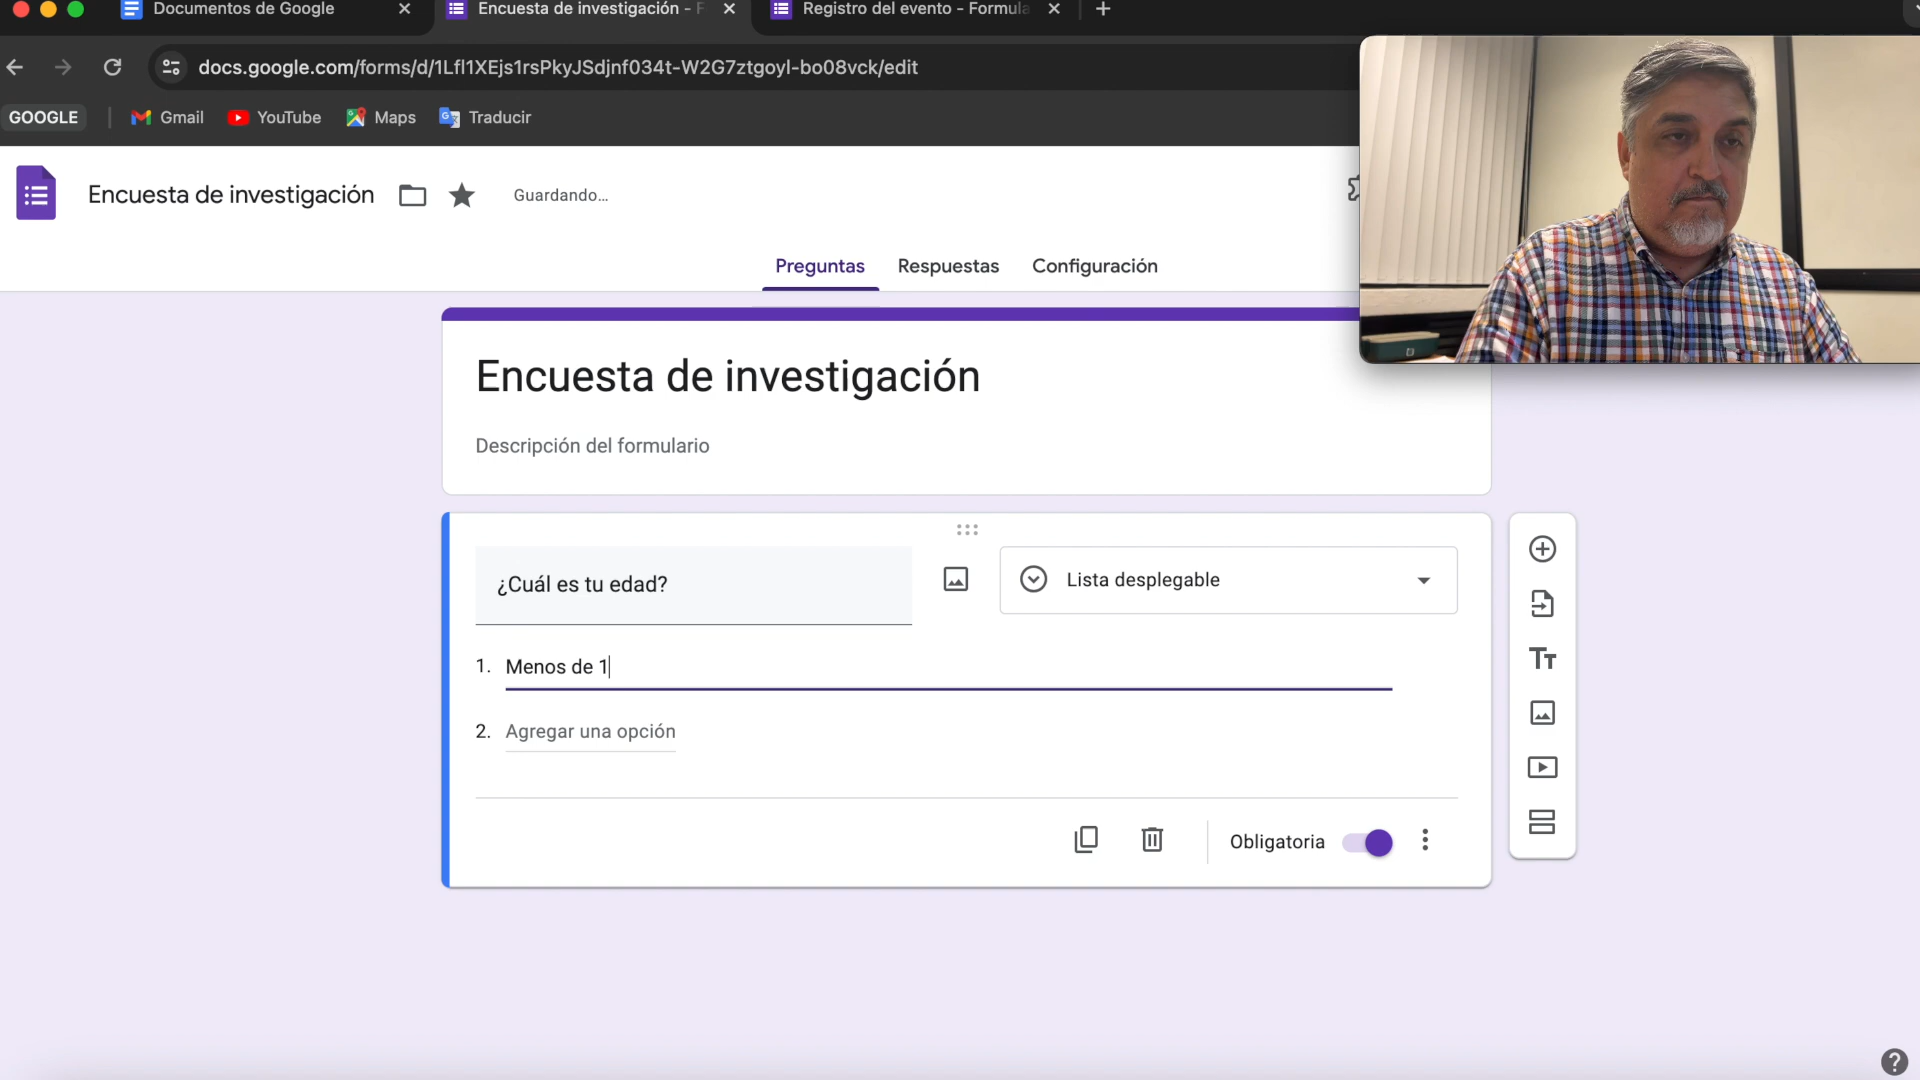 Documentos de Google
Encuesta de investigación - F
Registro del evento - Formula
docs.google.com/forms/d/1Lfl1XEjs1rsPkyJSdjnf034t-W2G7ztgoyl-bo08vck/edit
GOOGLE
Gmail
YouTube
Maps
Traducir
Encuesta de investigación
Guardando...
Preguntas
Respuestas
Configuración
Encuesta de investigación
Descripción del formulario
¿Cuál es tu edad?
Lista desplegable
1. Menos de 1
2. Agregar una opción
Obligatoria